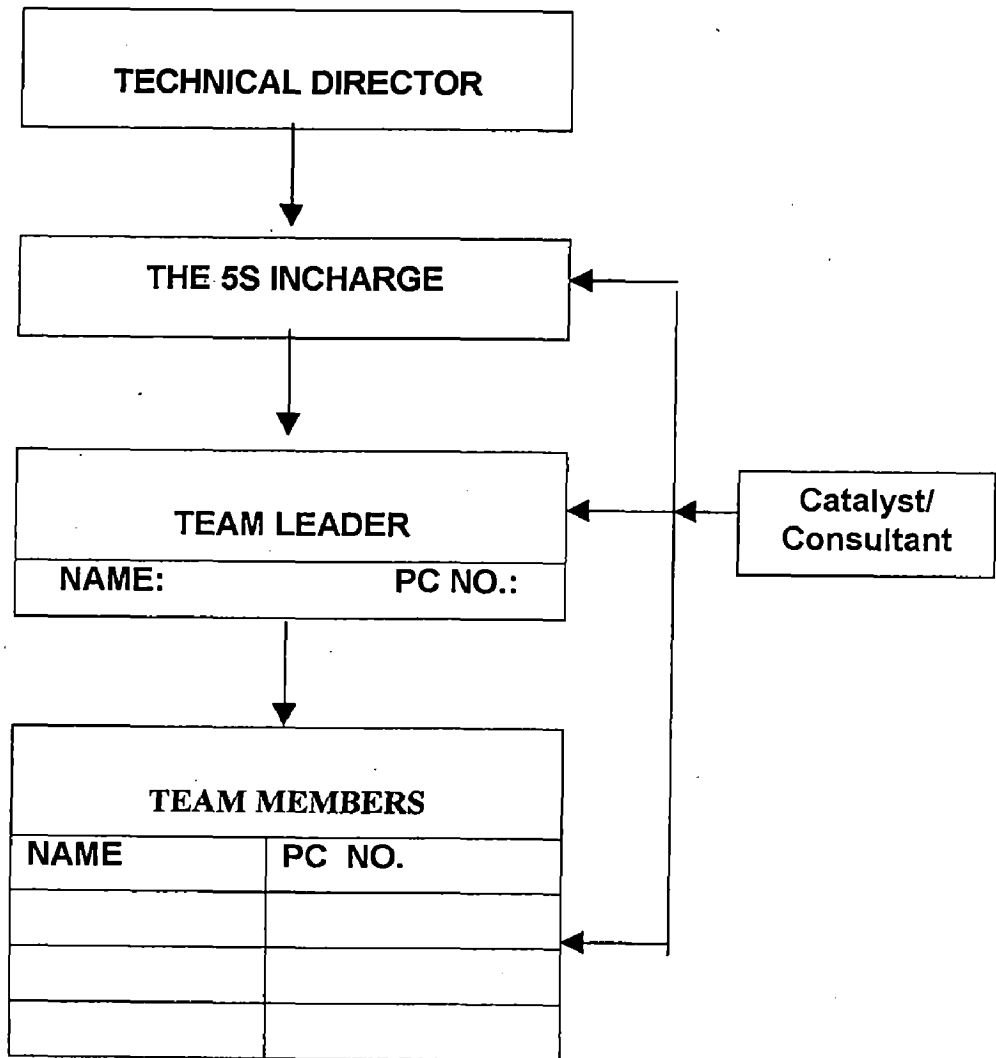 TECHNICAL DIRECTOR
THE 5S INCHARGE
TEAM LEADER
NAME: PC NO.:
Catalyst/
Consultant
TEAM MEMBERS
NAME PC NO.